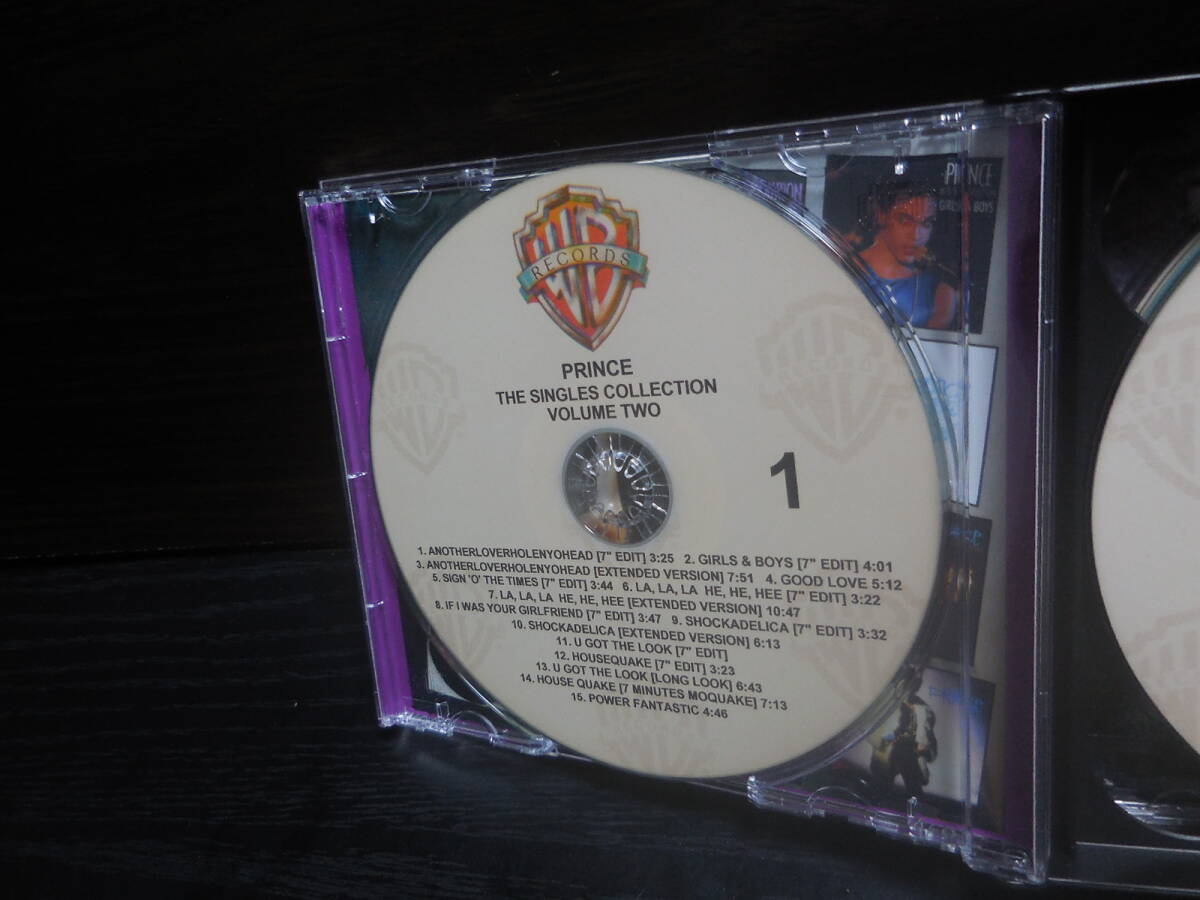 RECORDS
PRINCE
THE SINGLES COLLECTION
VOLUME TWO
1
1. ANOTHERLOVERHOLENYOHEAD [7" EDIT] 3:25 2. GIRLS & BOYS [7" EDIT] 4:01
3. ANOTHERLOVERHOLENYOHEAD [EXTENDED VERSION] 7:51 4. GOOD LOVE 5:12
5. SIGN 'O' THE TIMES [7" EDIT] 3:44 6. LA, LA, LA HE, HE, HEE [7" EDIT] 3:22
7. LA, LA, LA HE, HE, HEE [EXTENDED VERSION] 10:47
8. IF I WAS YOUR GIRLFRIEND [7" EDIT] 3:47 9. SHOCKADELICA [7" EDIT] 3:32
10. SHOCKADELICA [EXTENDED VERSION] 6:13
11. U GOT THE LOOK [7" EDIT]
12. HOUSEQUAKE [7" EDIT] 3:23
13. U GOT THE LOOK [LONG LOOK] 6:43
14. HOUSE QUAKE [7 MINUTES MOQUAKE] 7:13
15. POWER FANTASTIC 4:46
PRINCE
GIRLS & BOYS